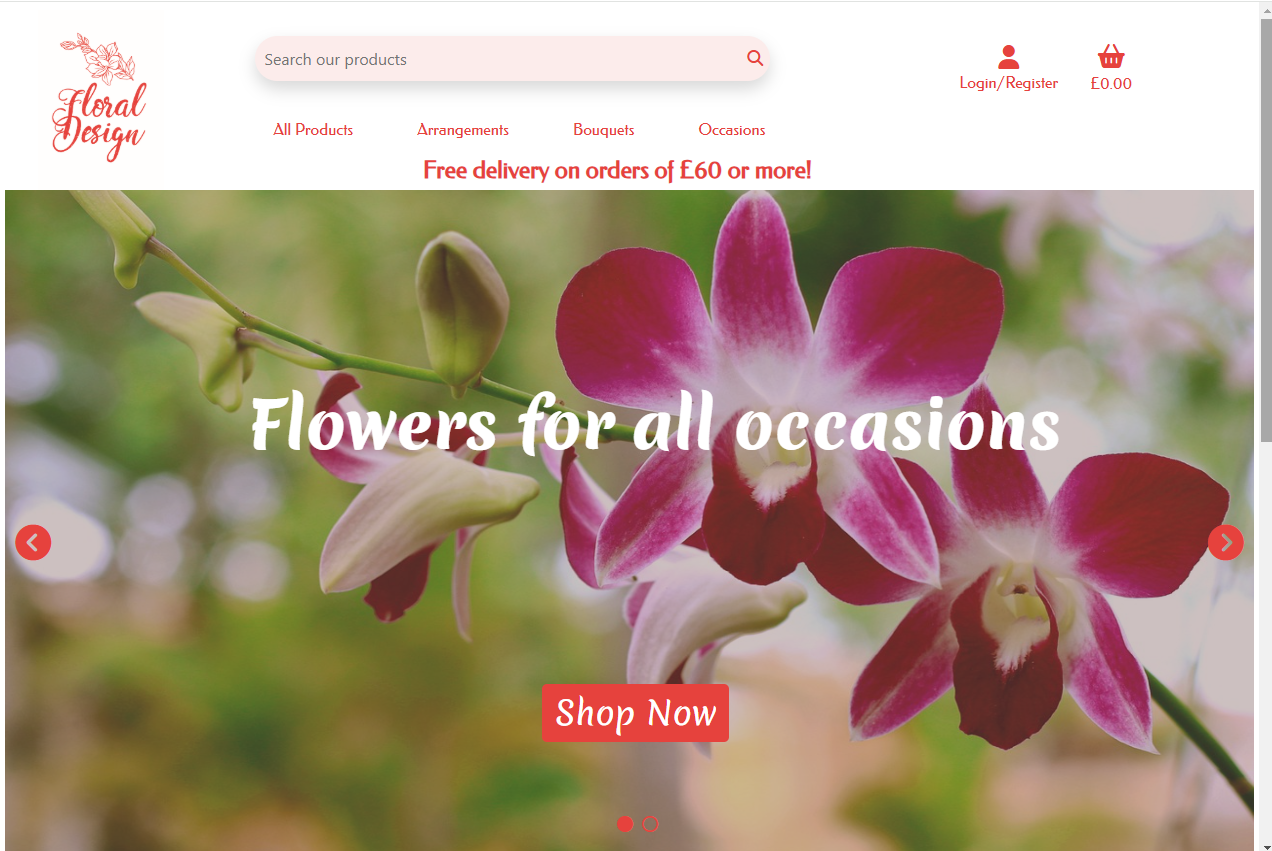 Floral
Design
Search our products
Login/Register
£0.00
All Products
Arrangements
Bouquets
Occasions
Free delivery on orders of £60 or more!
Flowers for all occasions
Shop Now